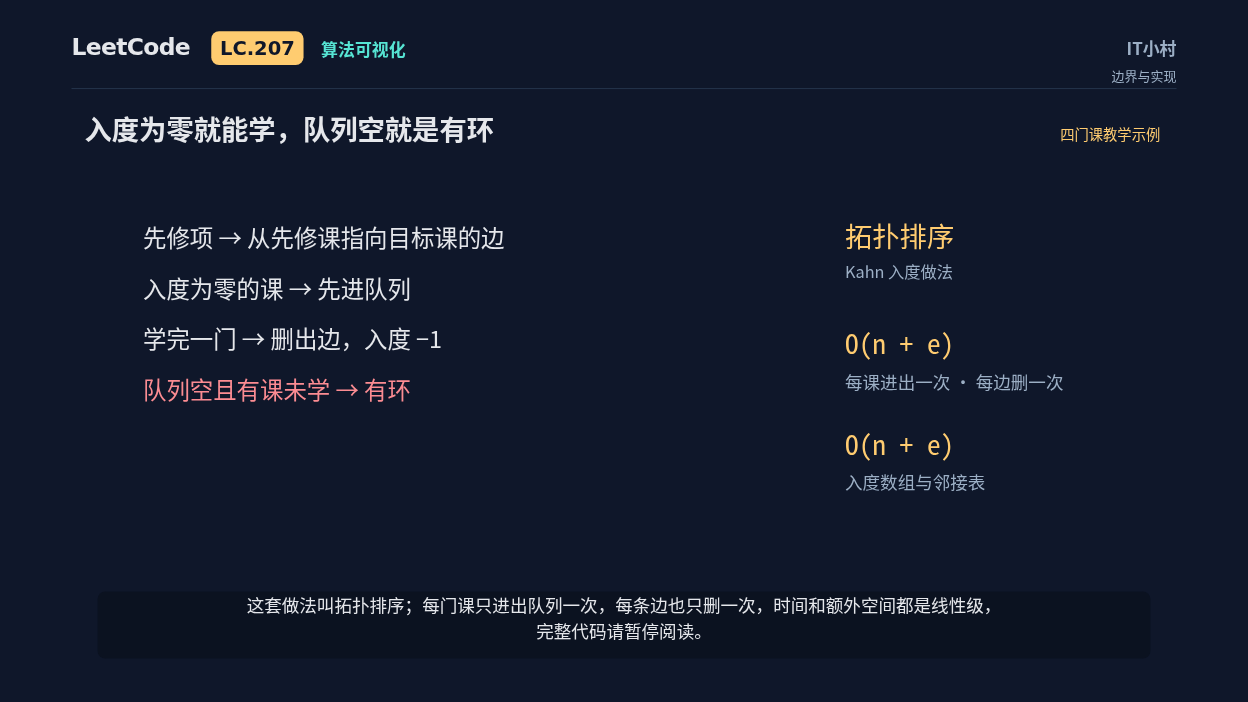 LeetCode LC.207 算法可视化
IT小村
边界与实现
入度为零就能学，队列空就是有环
四门课教学示例
先修项 → 从先修课指向目标课的边
入度为零的课 → 先进队列
学完一门 → 删出边，入度 −1
队列空且有课未学 → 有环
拓扑排序
Kahn 入度做法
O(n + e)
每课进出一次 · 每边删一次
O(n + e)
入度数组与邻接表
这套做法叫拓扑排序；每门课只进出队列一次，每条边也只删一次，时间和额外空间都是线性级，
完整代码请暂停阅读。